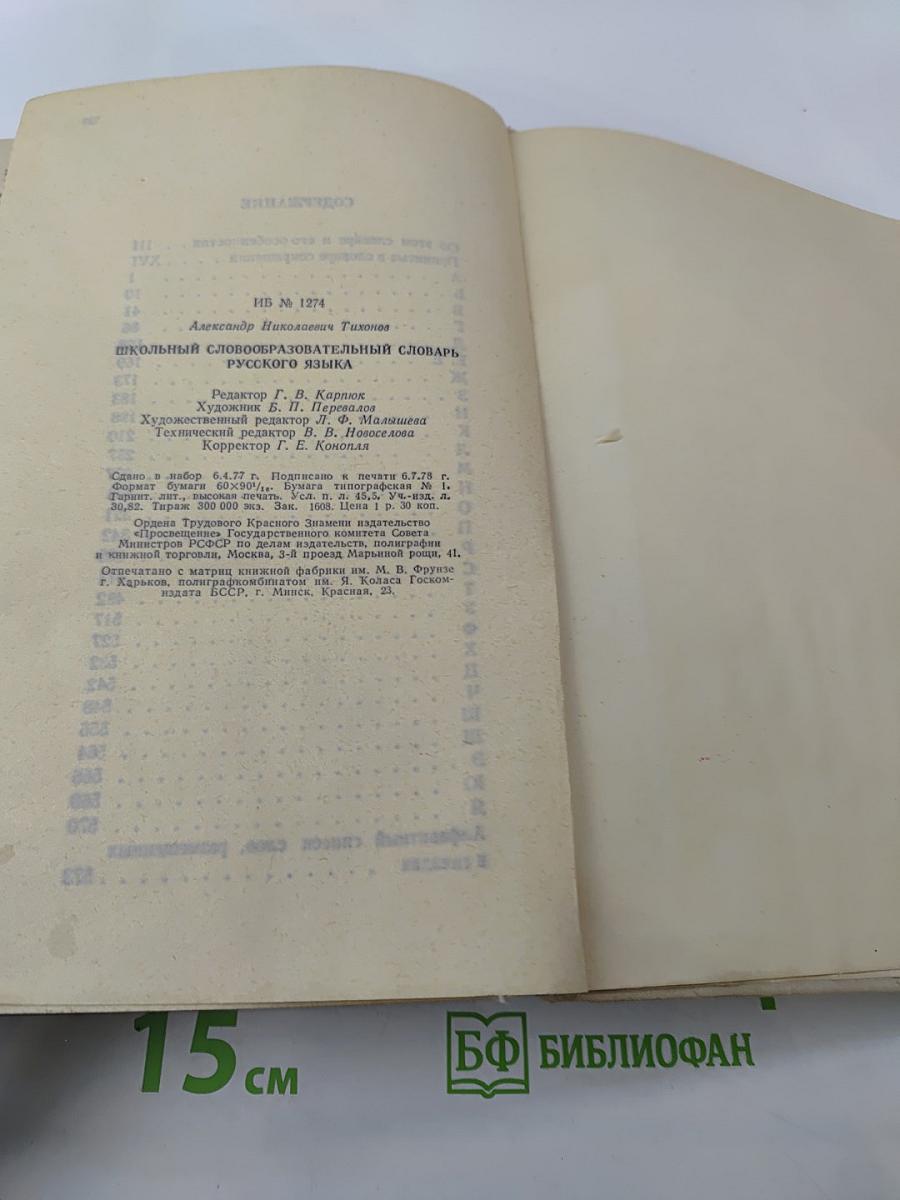 ИБ № 1274
Александр Николаевич Тихонов
ШКОЛЬНЫЙ СЛОВООБРАЗОВАТЕЛЬНЫЙ СЛОВАРЬ
РУССКОГО ЯЗЫКА
Редактор Г. В. Карпюк
Художник Б. П. Перевалов
Художественный редактор Л. Ф. Малышева
Технический редактор В. В. Новоселова
Корректор Г. Е. Конопля
Сдано в набор 6.4.77 г. Подписано к печати 6.7.78 г.
Формат бумаги 60×90¹/₁₆. Бумага типографская № 1.
Гарнит. лит., высокая печать. Усл. п. л. 45,5. Уч.-изд. л.
30,82. Тираж 300 000 экз. Зак. 1608. Цена 1 р. 30 коп.
Ордена Трудового Красного Знамени издательство
«Просвещение» Государственного комитета Совета
Министров РСФСР по делам издательств, полиграфии
и книжной торговли, Москва, 3-й проезд Марьиной рощи, 41.
Отпечатано с матриц книжной фабрики им. М. В. Фрунзе
г. Харьков, полиграфкомбинатом им. Я. Коласа Госком-
издата БССР, г. Минск, Красная, 23.
15 см
БФ БИБЛИОФАН